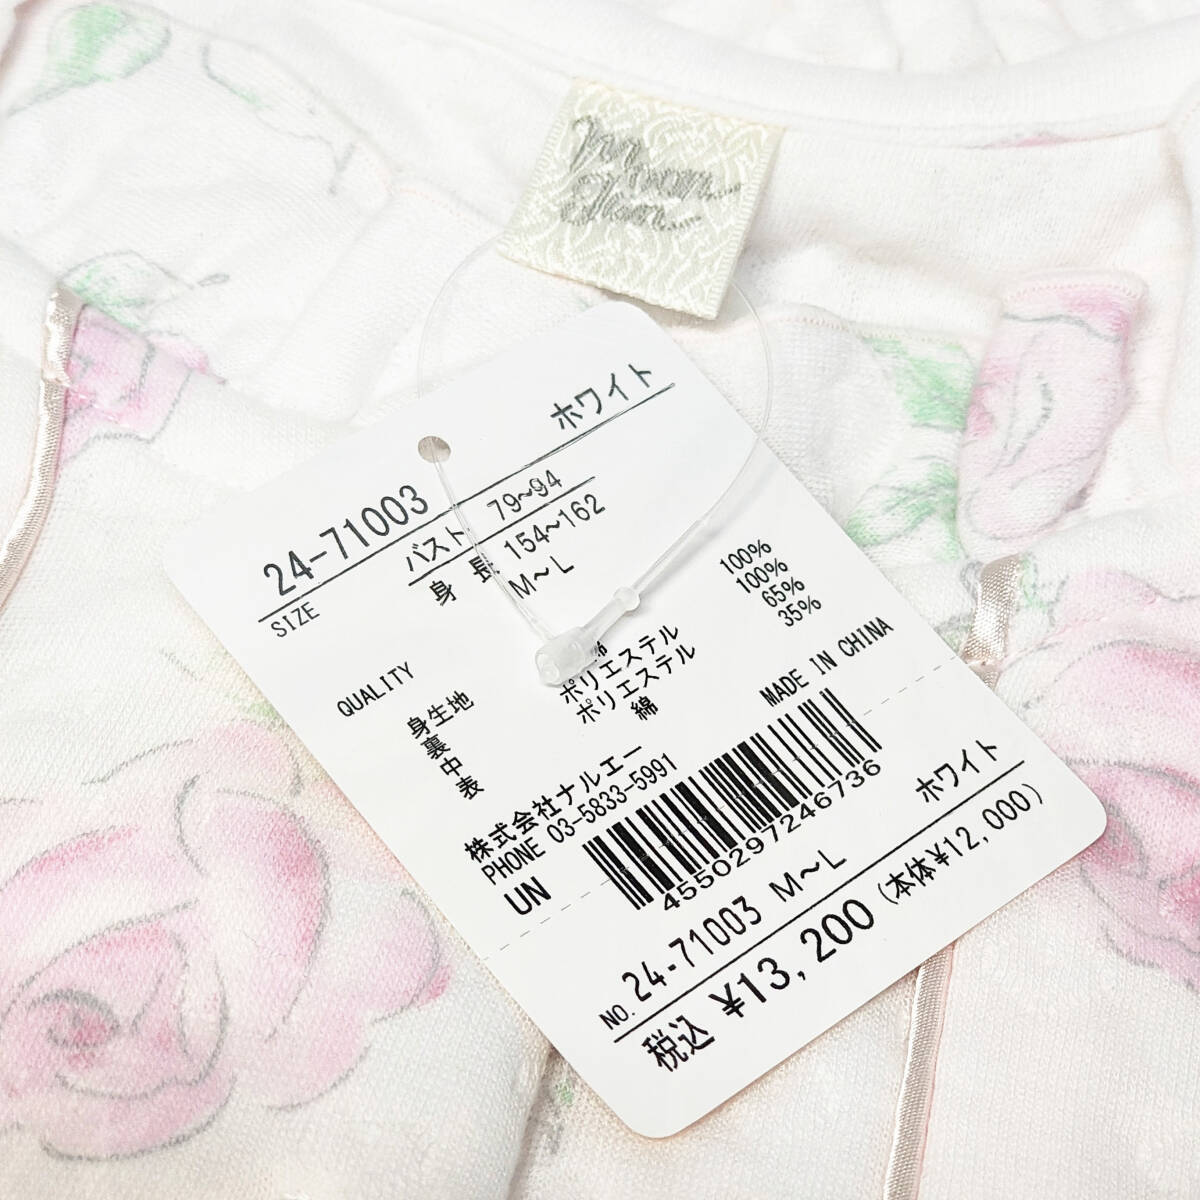 ホワイト
24-71003
SIZE
バスト 79~94
身長 154~162
M~L
QUALITY
身生地 綿 100%
裏 ポリエステル 100%
中 ポリエステル 65%
表 綿 35%
MADE IN CHINA
株式会社ナルエー
PHONE 03-5833-5991
UN
4550297246736
ホワイト
NO. 24-71003 M~L
税込 ¥13,200 (本体¥12,000)